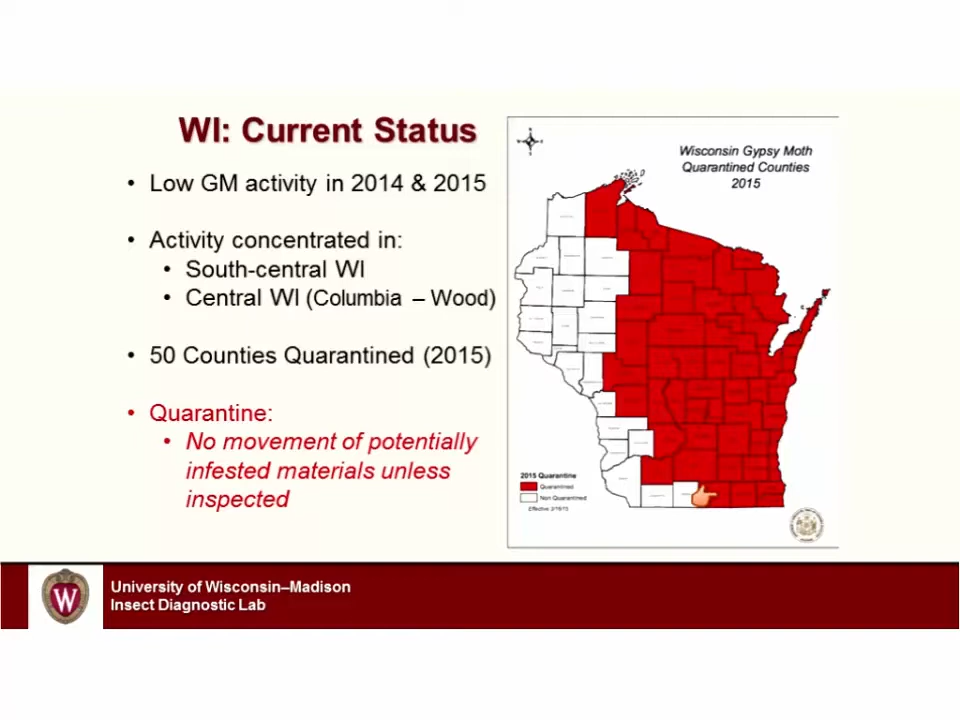 WI: Current Status
• Low GM activity in 2014 & 2015
• Activity concentrated in:
• South-central WI
• Central WI (Columbia – Wood)
• 50 Counties Quarantined (2015)
• Quarantine:
• No movement of potentially
infested materials unless
inspected
Wisconsin Gypsy Moth
Quarantined Counties
2015
2015 Quarantine
Quarantined
Non Quarantined
W
University of Wisconsin–Madison
Insect Diagnostic Lab